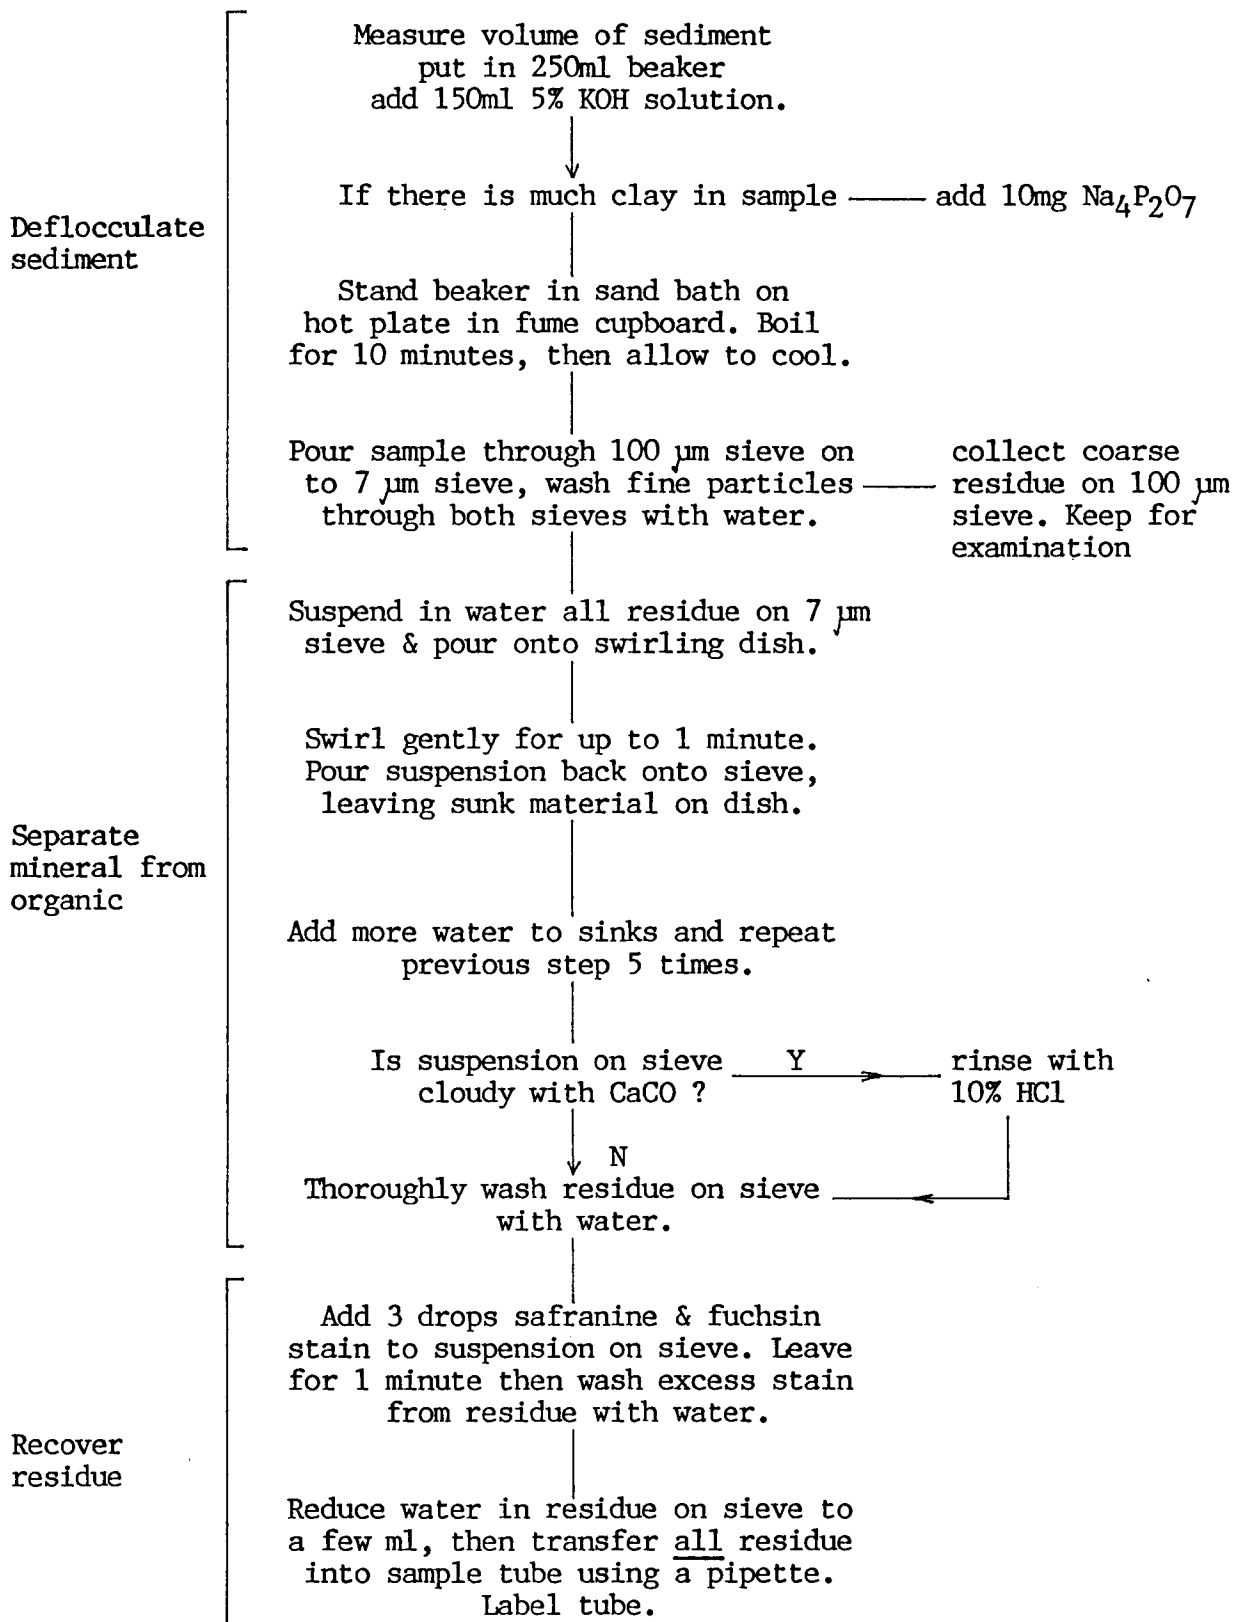 Measure volume of sediment
put in 250ml beaker
add 150ml 5% KOH solution.
If there is much clay in sample
add 10mg Na₄P₂O₇
Deflocculate
sediment
Stand beaker in sand bath on
hot plate in fume cupboard. Boil
for 10 minutes, then allow to cool.
Pour sample through 100 µm sieve on
to 7 µm sieve, wash fine particles
through both sieves with water.
collect coarse
residue on 100 µm
sieve. Keep for
examination
Suspend in water all residue on 7 µm
sieve & pour onto swirling dish.
Swirl gently for up to 1 minute.
Pour suspension back onto sieve,
leaving sunk material on dish.
Separate
mineral from
organic
Add more water to sinks and repeat
previous step 5 times.
Is suspension on sieve
cloudy with CaCO ?
Y
rinse with
10% HCl
N
Thoroughly wash residue on sieve
with water.
Add 3 drops safranine & fuchsin
stain to suspension on sieve. Leave
for 1 minute then wash excess stain
from residue with water.
Recover
residue
Reduce water in residue on sieve to
a few ml, then transfer all residue
into sample tube using a pipette.
Label tube.